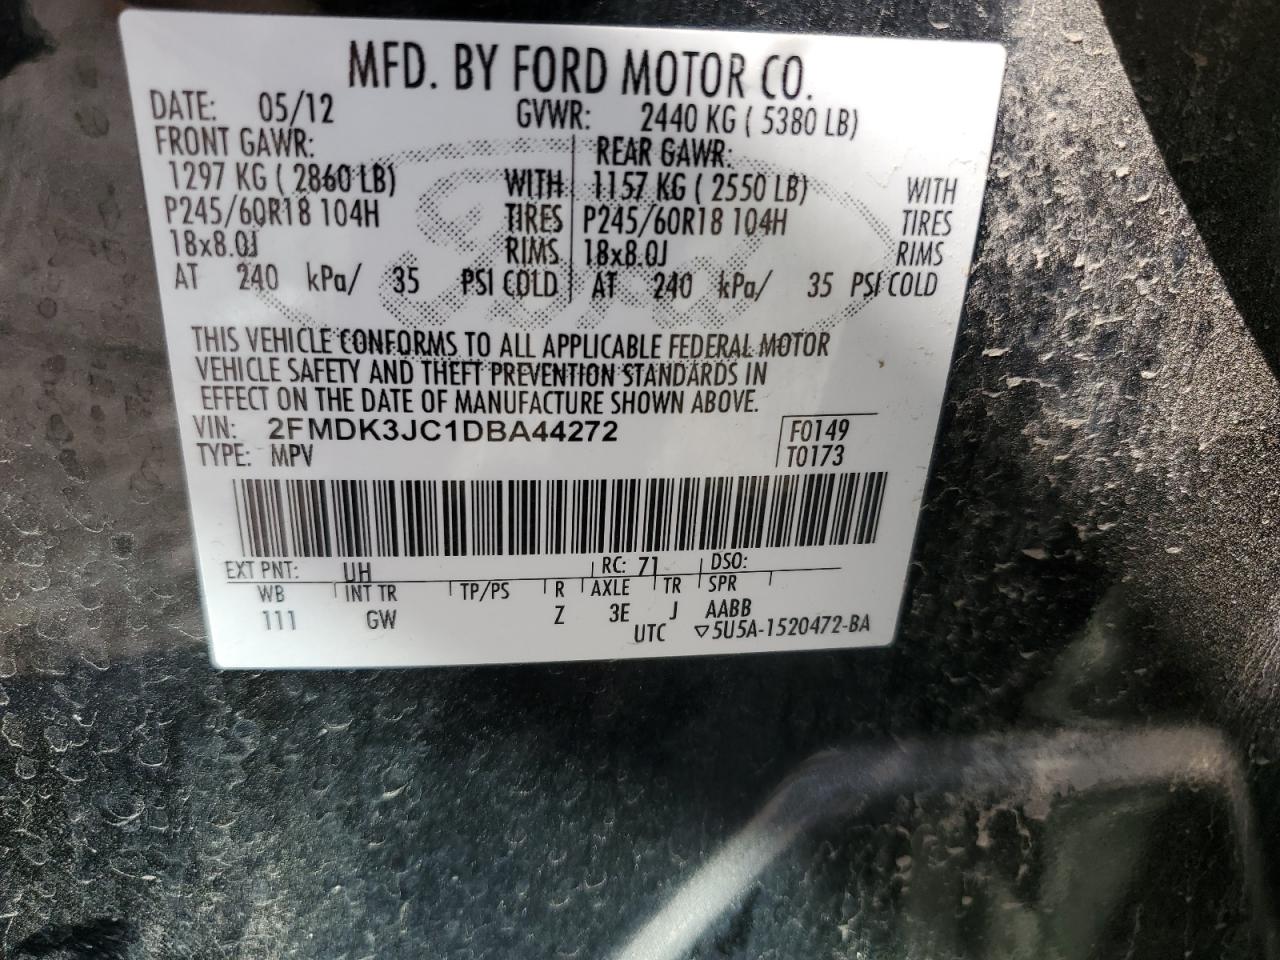 MFD. BY FORD MOTOR CO.
DATE: 05/12 GVWR: 2440 KG ( 5380 LB)
FRONT GAWR: REAR GAWR:
1297 KG ( 2860 LB) WITH 1157 KG ( 2550 LB) WITH
P245/60R18 104H TIRES P245/60R18 104H TIRES
18x8.0J RIMS 18x8.0J RIMS
AT 240 kPa/ 35 PSI COLD AT 240 kPa/ 35 PSI COLD
THIS VEHICLE CONFORMS TO ALL APPLICABLE FEDERAL MOTOR
VEHICLE SAFETY AND THEFT PREVENTION STANDARDS IN
EFFECT ON THE DATE OF MANUFACTURE SHOWN ABOVE.
VIN: 2FMDK3JC1DBA44272 F0149
TYPE: MPV T0173
EXT PNT: UH RC: 71 DSO:
WB INT TR TP/PS R AXLE TR SPR
111 GW Z 3E J AABB
UTC ▽5U5A-1520472-BA